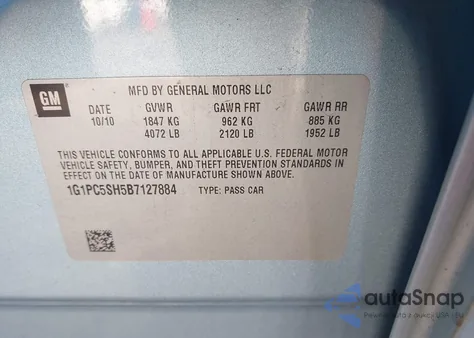 GM
MFD BY GENERAL MOTORS LLC
DATE GVWR GAWR FRT GAWR RR
10/10 1847 KG 962 KG 885 KG
4072 LB 2120 LB 1952 LB
THIS VEHICLE CONFORMS TO ALL APPLICABLE U.S. FEDERAL MOTOR
VEHICLE SAFETY, BUMPER, AND THEFT PREVENTION STANDARDS IN
EFFECT ON THE DATE OF MANUFACTURE SHOWN ABOVE.
1G1PC5SH5B7127884 TYPE: PASS CAR
autoSnap